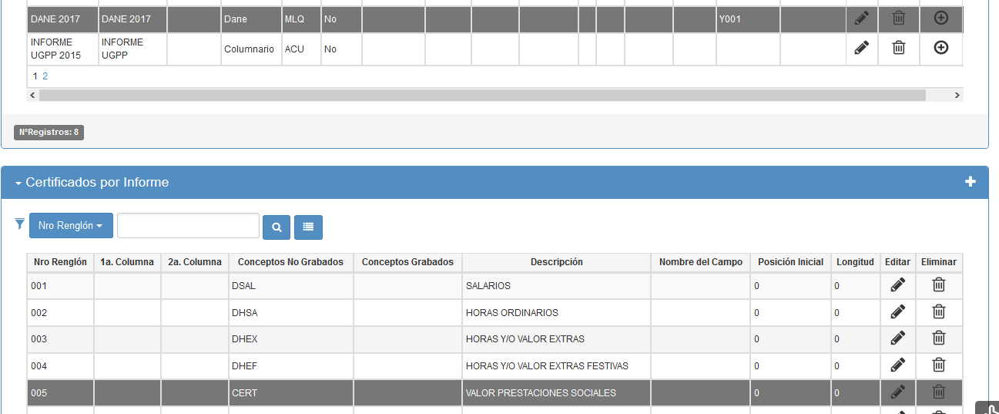 DANE 2017 DANE 2017 Dane MLQ No Y001
INFORME UGPP 2015 INFORME UGPP Columnario ACU No
1 2
NºRegistros: 8
Certificados por Informe
Nro Renglón
Nro Renglón 1a. Columna 2a. Columna Conceptos No Grabados Conceptos Grabados Descripción Nombre del Campo Posición Inicial Longitud Editar Eliminar
001 DSAL SALARIOS 0 0
002 DHSA HORAS ORDINARIOS 0 0
003 DHEX HORAS Y/O VALOR EXTRAS 0 0
004 DHEF HORAS Y/O VALOR EXTRAS FESTIVAS 0 0
005 CERT VALOR PRESTACIONES SOCIALES 0 0